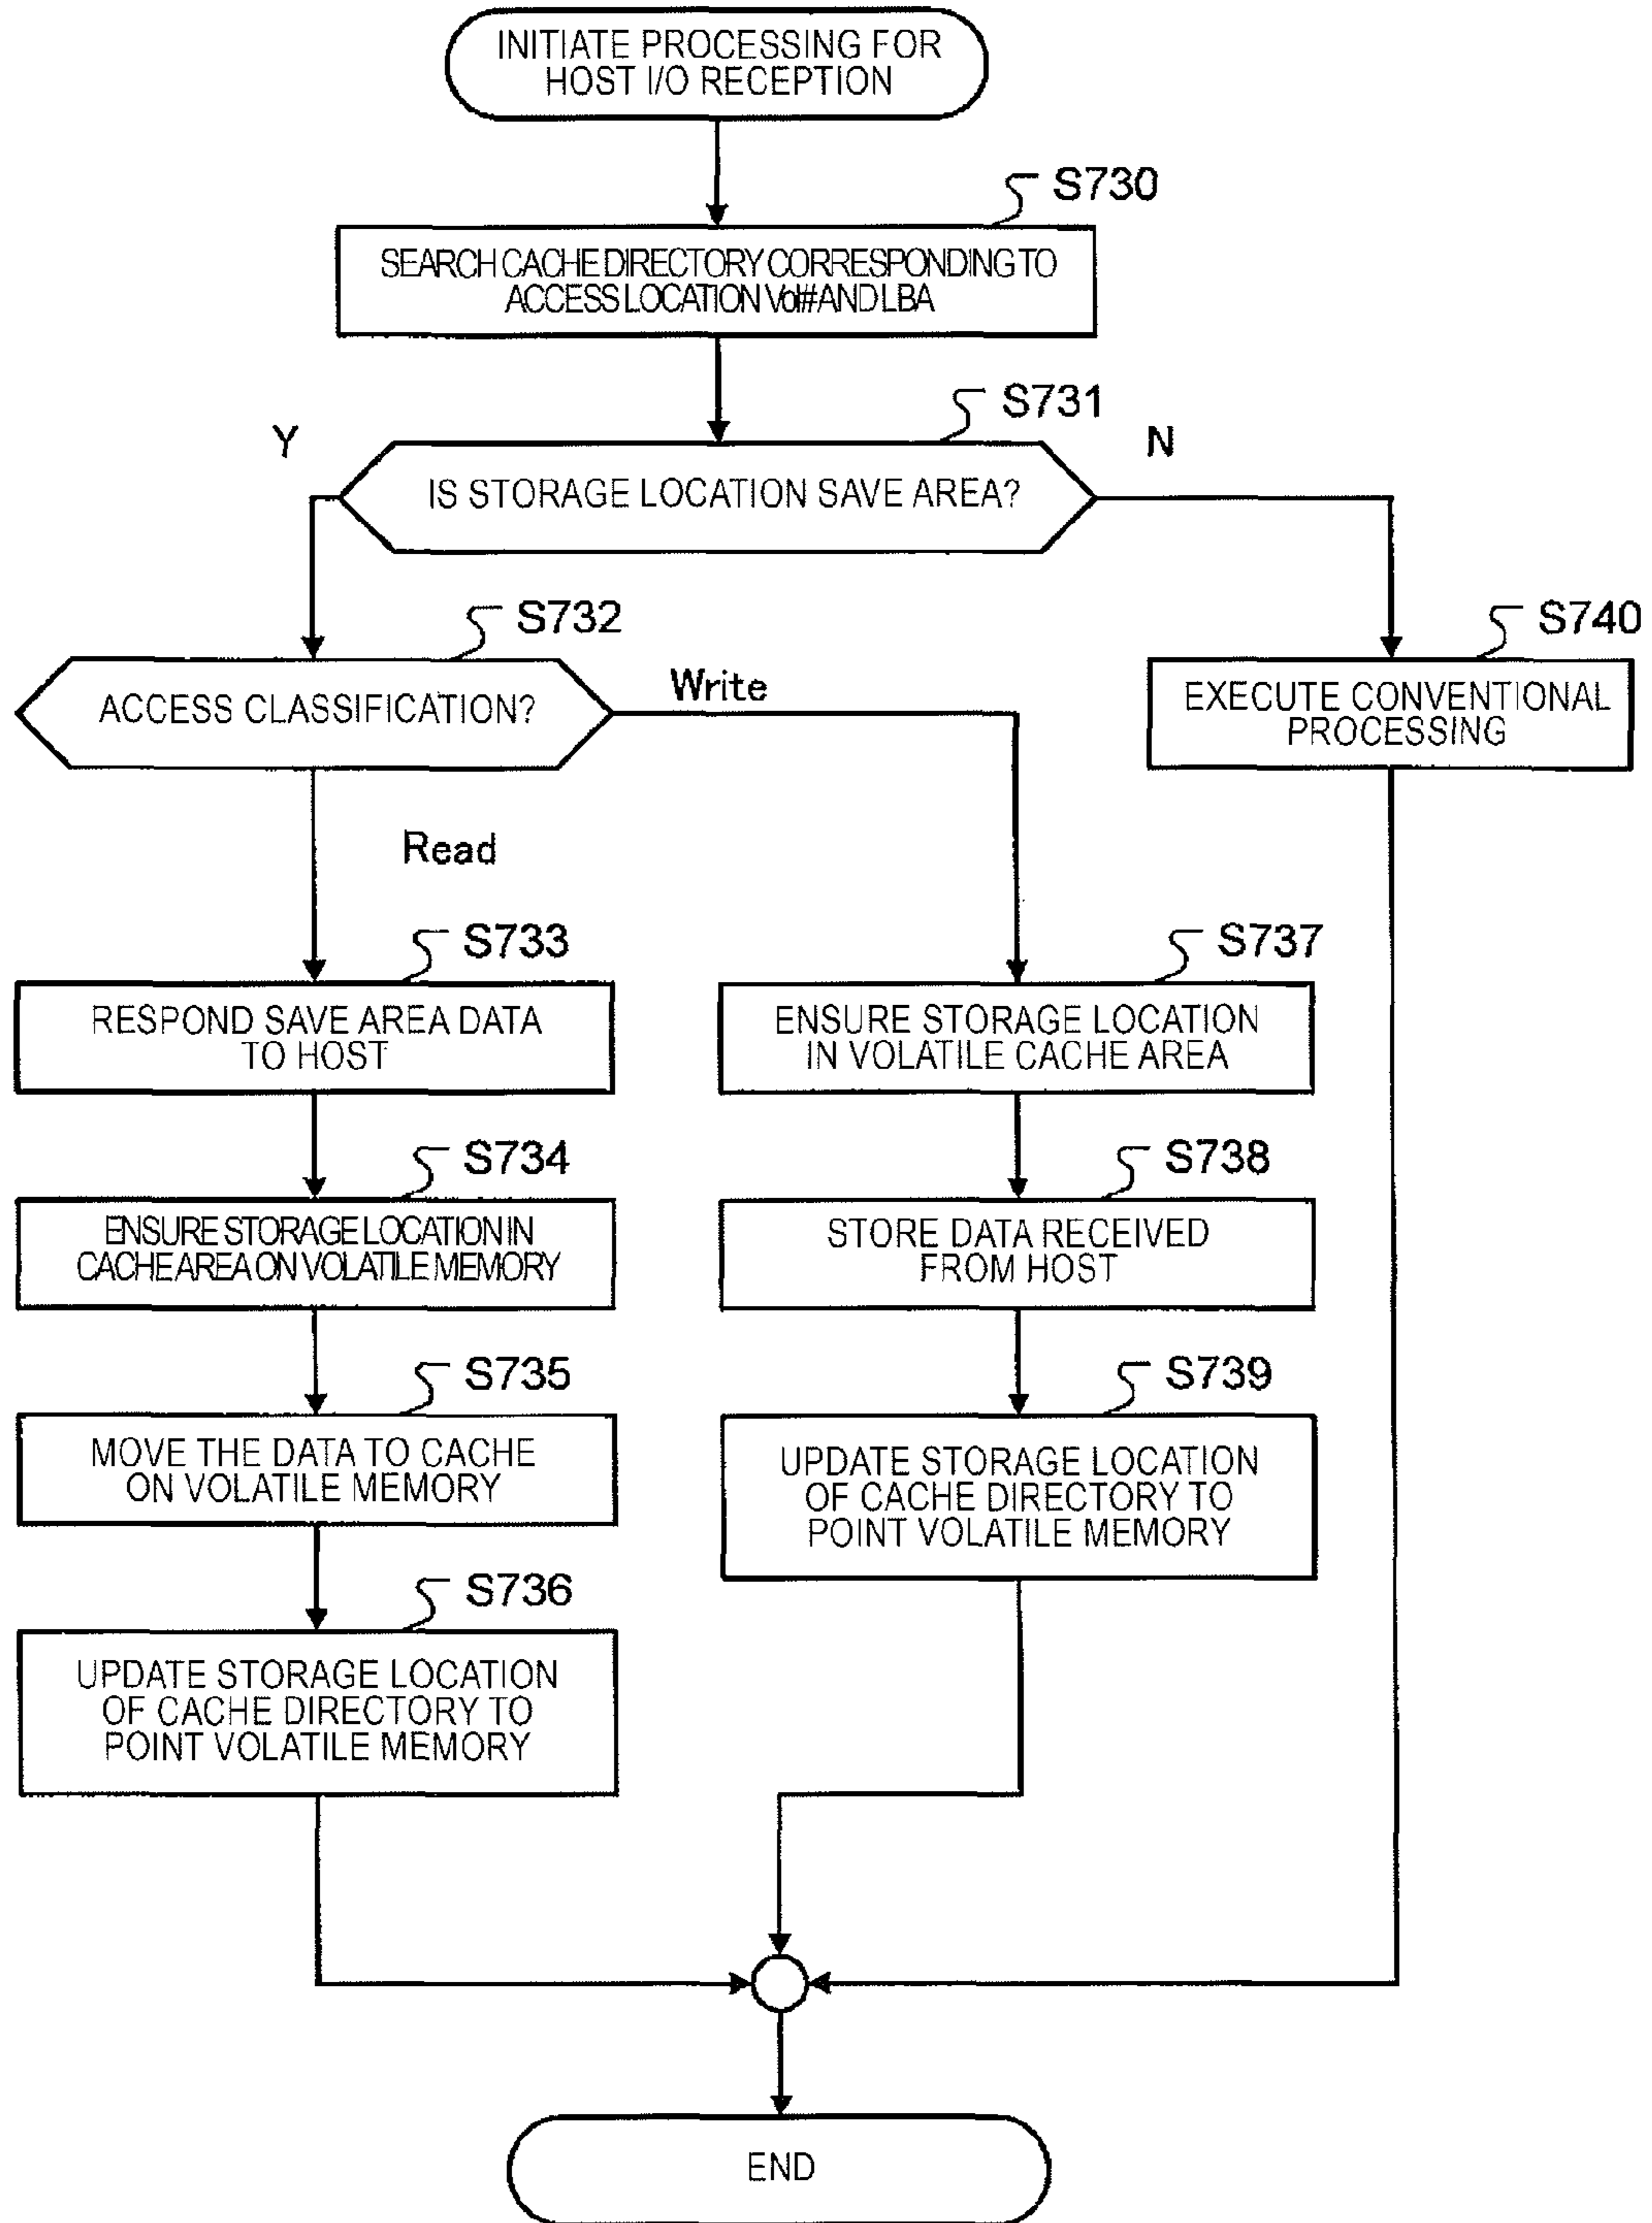 INITIATE PROCESSING FOR
HOST I/O RECEPTION
S730
SEARCH CACHE DIRECTORY CORRESPONDING TO
ACCESS LOCATION Vol# AND LBA
S731
Y
N
IS STORAGE LOCATION SAVE AREA?
S732
S740
ACCESS CLASSIFICATION?
Write
EXECUTE CONVENTIONAL
PROCESSING
Read
S733
S737
RESPOND SAVE AREA DATA
TO HOST
ENSURE STORAGE LOCATION
IN VOLATILE CACHE AREA
S734
S738
ENSURE STORAGE LOCATION IN
CACHE AREA ON VOLATILE MEMORY
STORE DATA RECEIVED
FROM HOST
S735
S739
MOVE THE DATA TO CACHE
ON VOLATILE MEMORY
UPDATE STORAGE LOCATION
OF CACHE DIRECTORY TO
POINT VOLATILE MEMORY
S736
UPDATE STORAGE LOCATION
OF CACHE DIRECTORY TO
POINT VOLATILE MEMORY
END